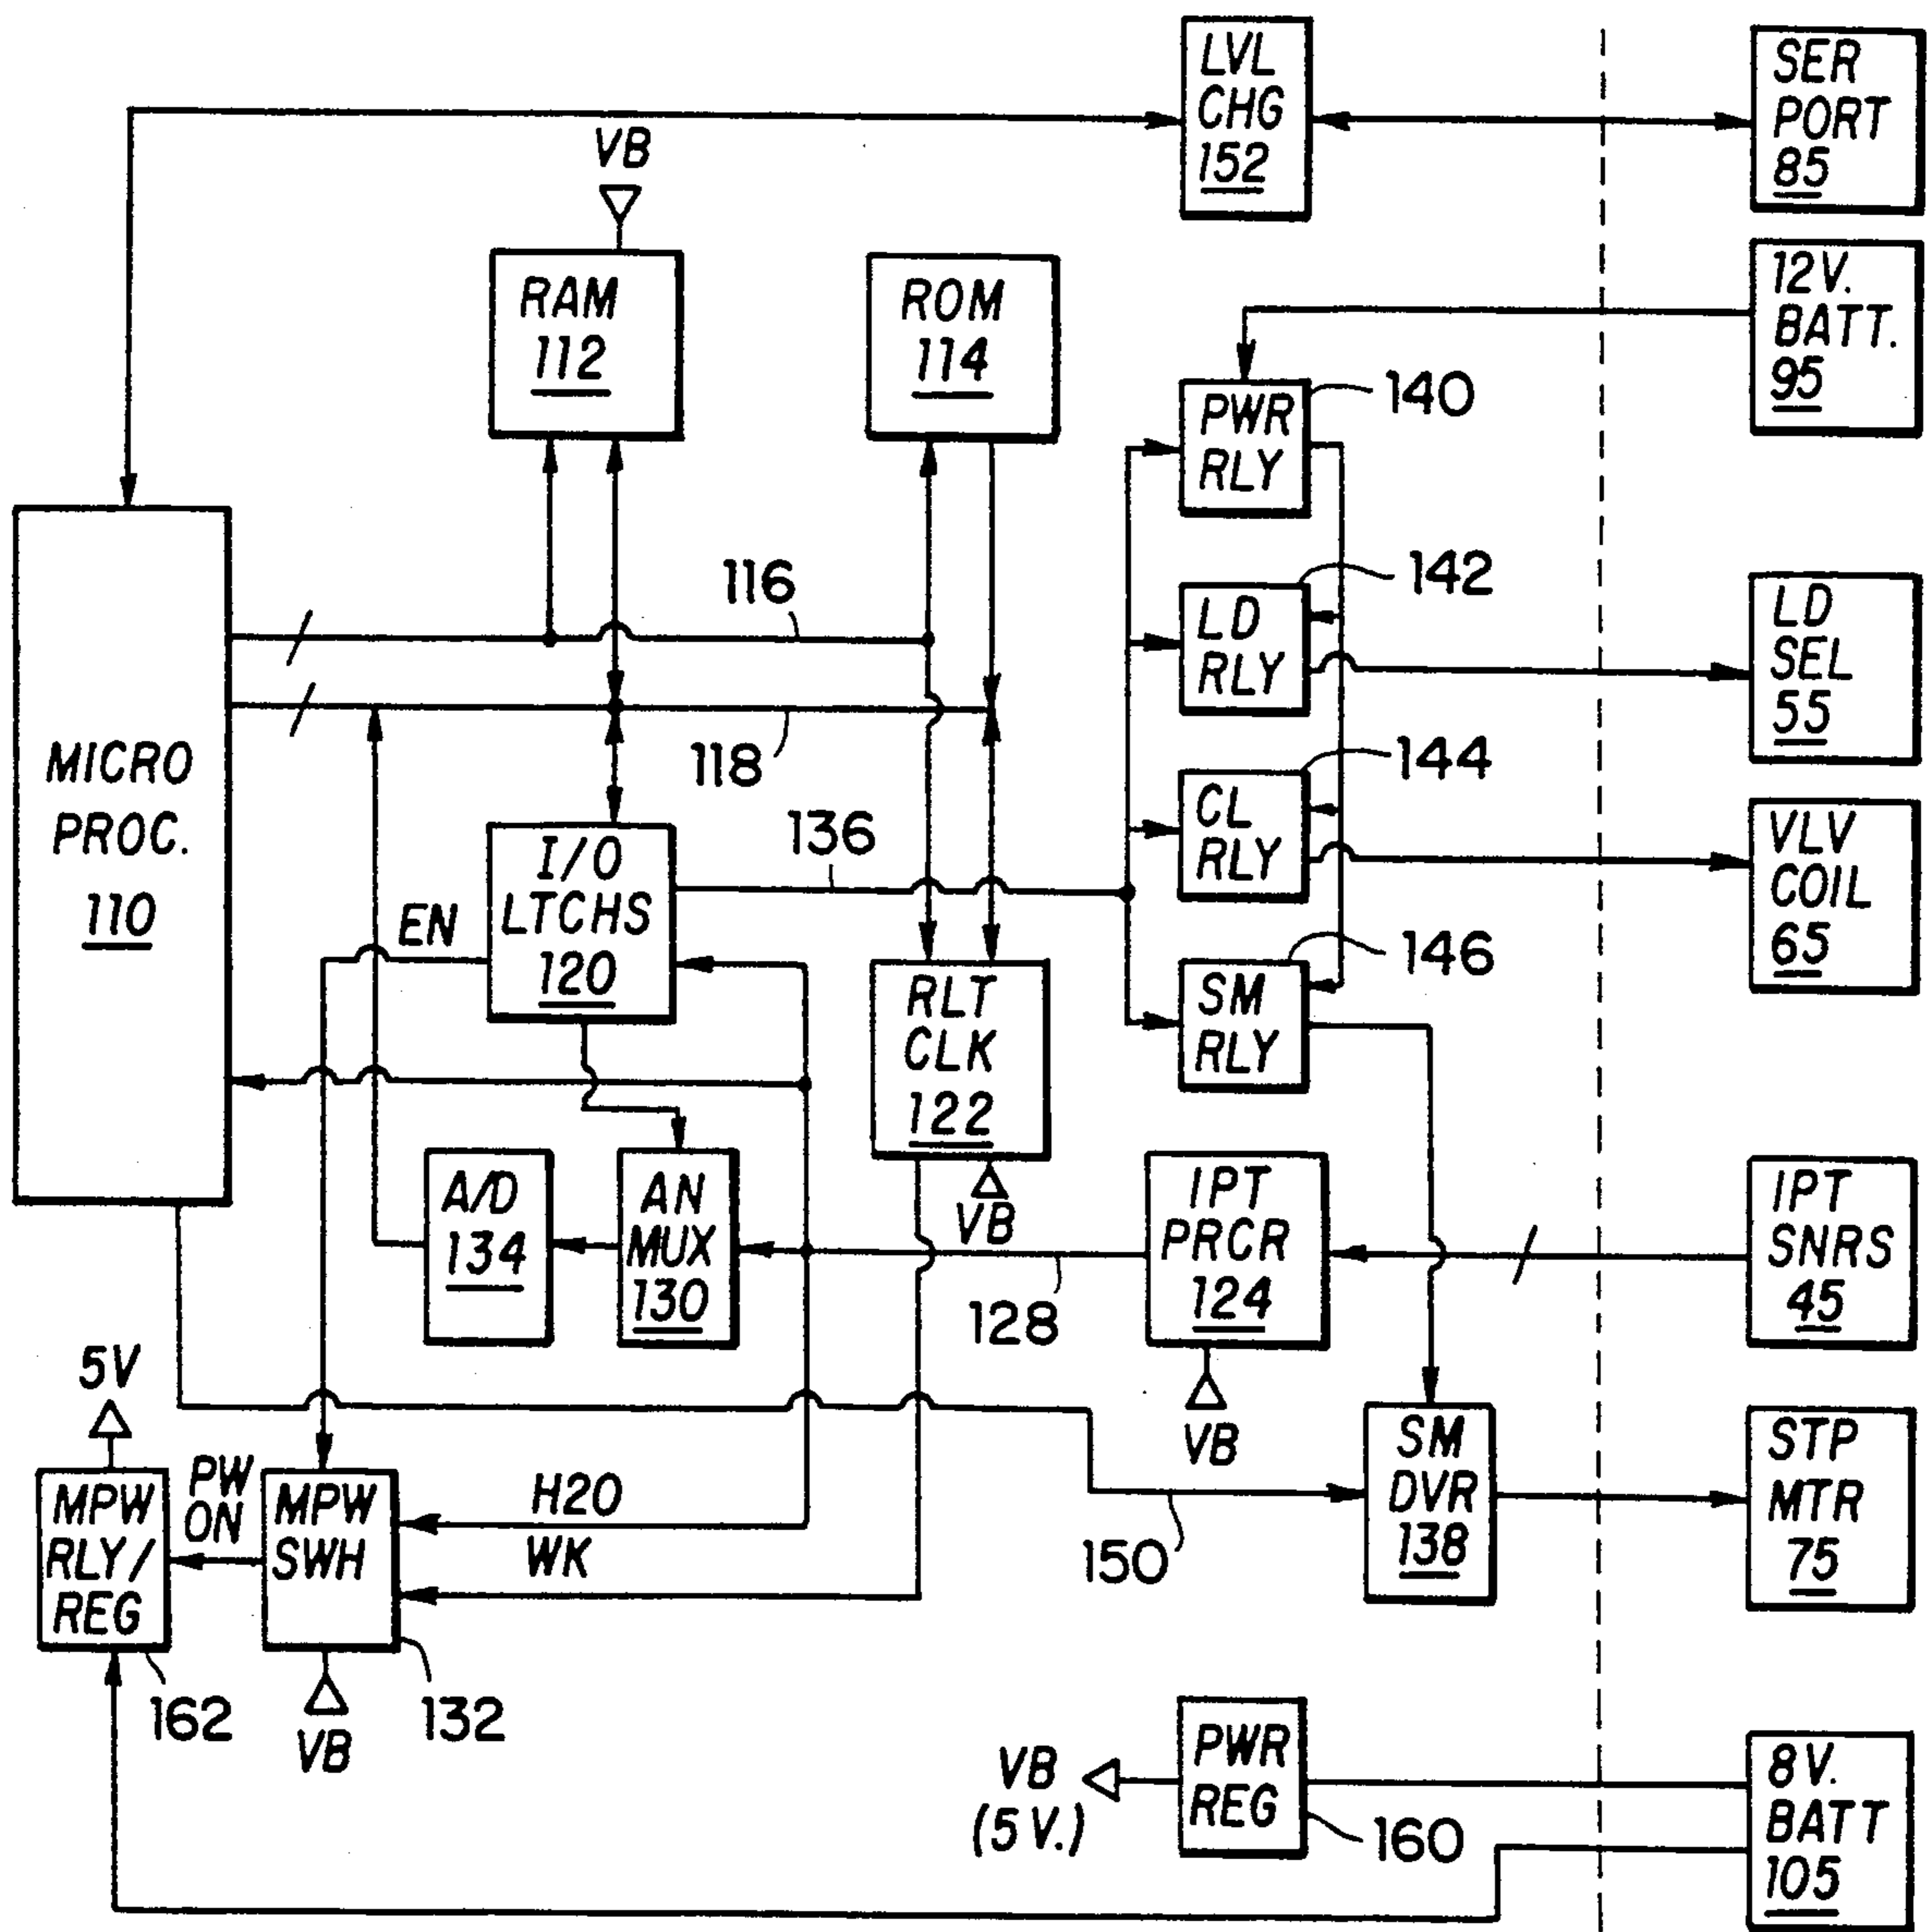 LVL
CHG
152
SER
PORT
85
VB
RAM
112
ROM
114
12V.
BATT.
95
PWR
RLY
140
116
142
LD
RLY
LD
SEL
55
MICRO
PROC.
110
118
144
CL
RLY
VLV
COIL
65
136
I/O
LTCHS
120
EN
146
SM
RLY
RLT
CLK
122
VB
A/D
134
AN
MUX
130
128
IPT
PRCR
124
VB
IPT
SNRS
45
5V
MPW
RLY/
REG
162
PW
ON
MPW
SWH
132
VB
H20
WK
150
SM
DVR
138
STP
MTR
75
VB
(5V.)
PWR
REG
160
8V.
BATT
105